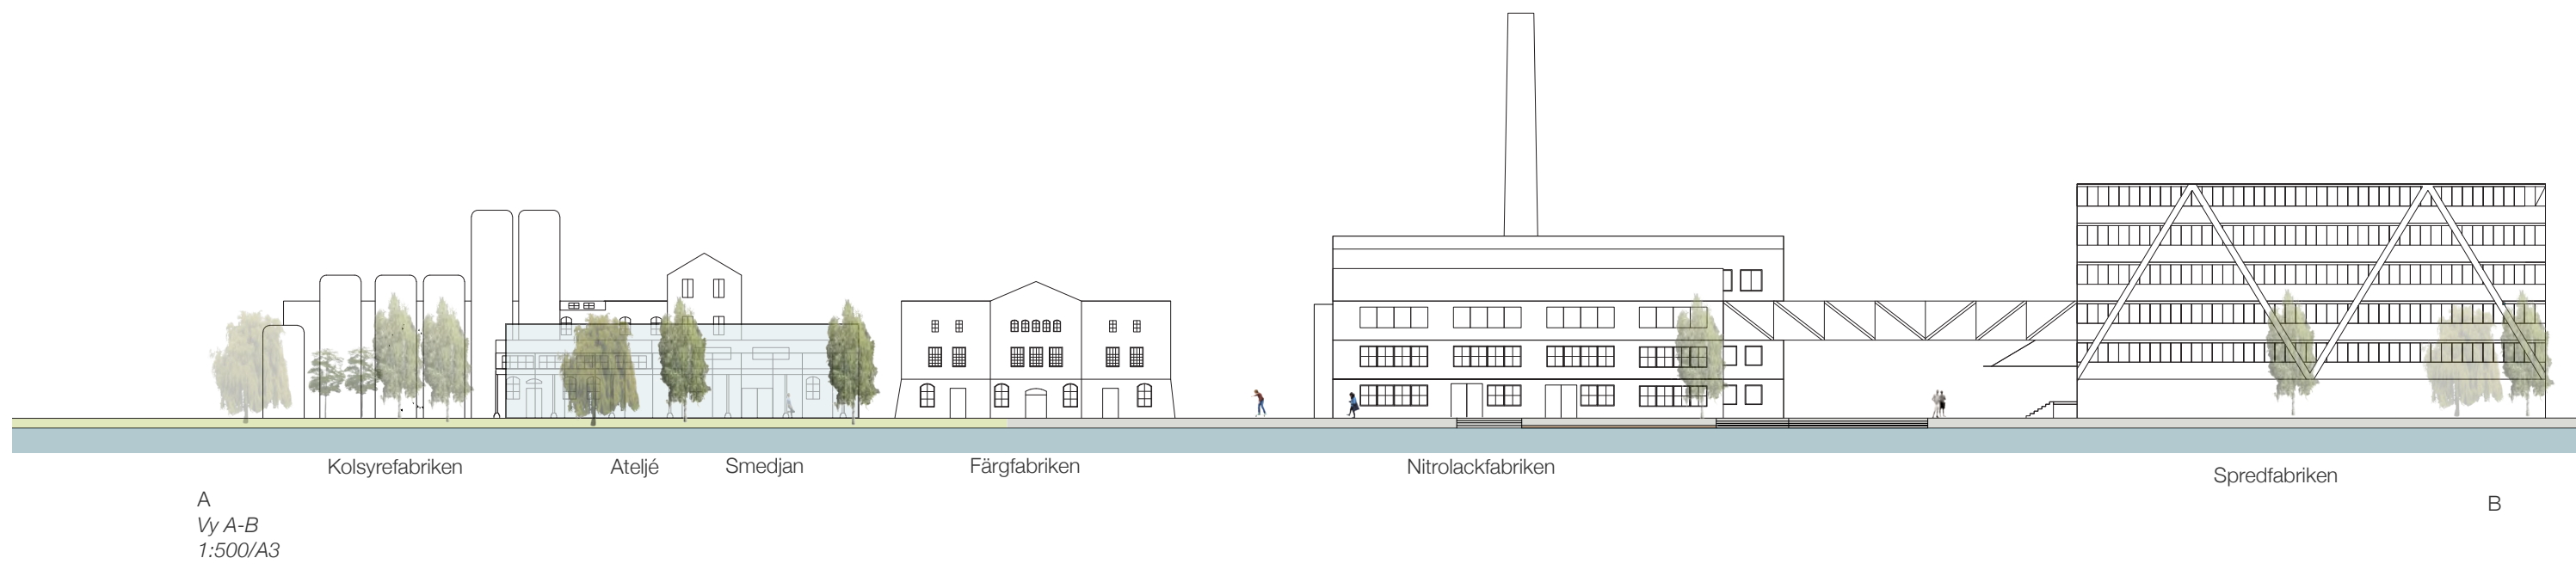 Kolsyrefabriken
Ateljé
Smedjan
Färgfabriken
Nitrolackfabriken
Spredfabriken
A
B
Vy A-B
1:500/A3